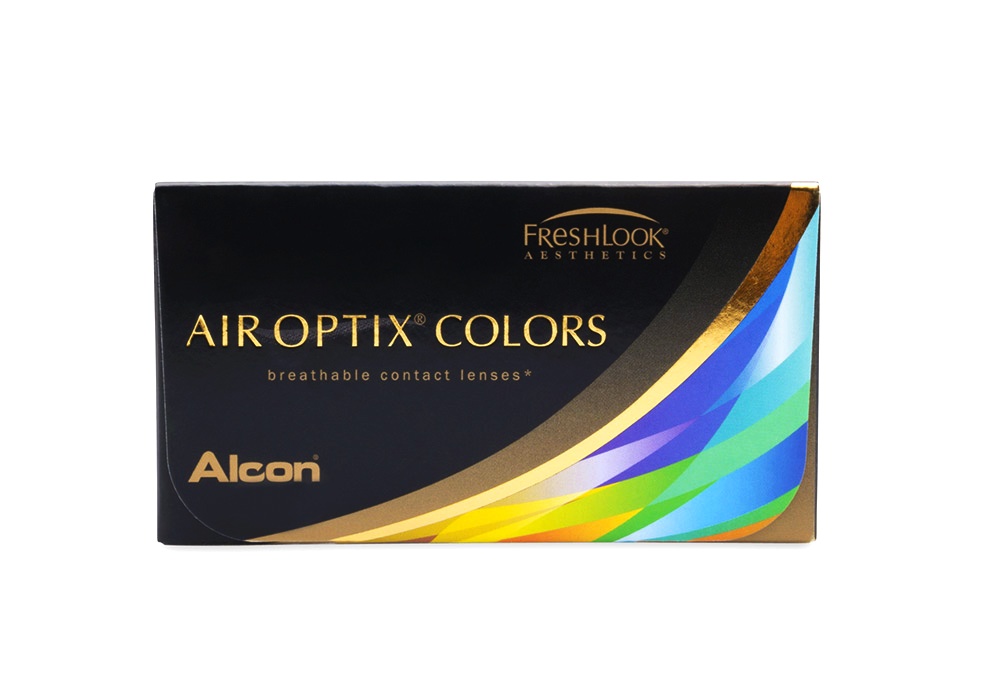 FRESHLOOK®
AESTHETICS
AIR OPTIX® COLORS
breathable contact lenses*
Alcon®